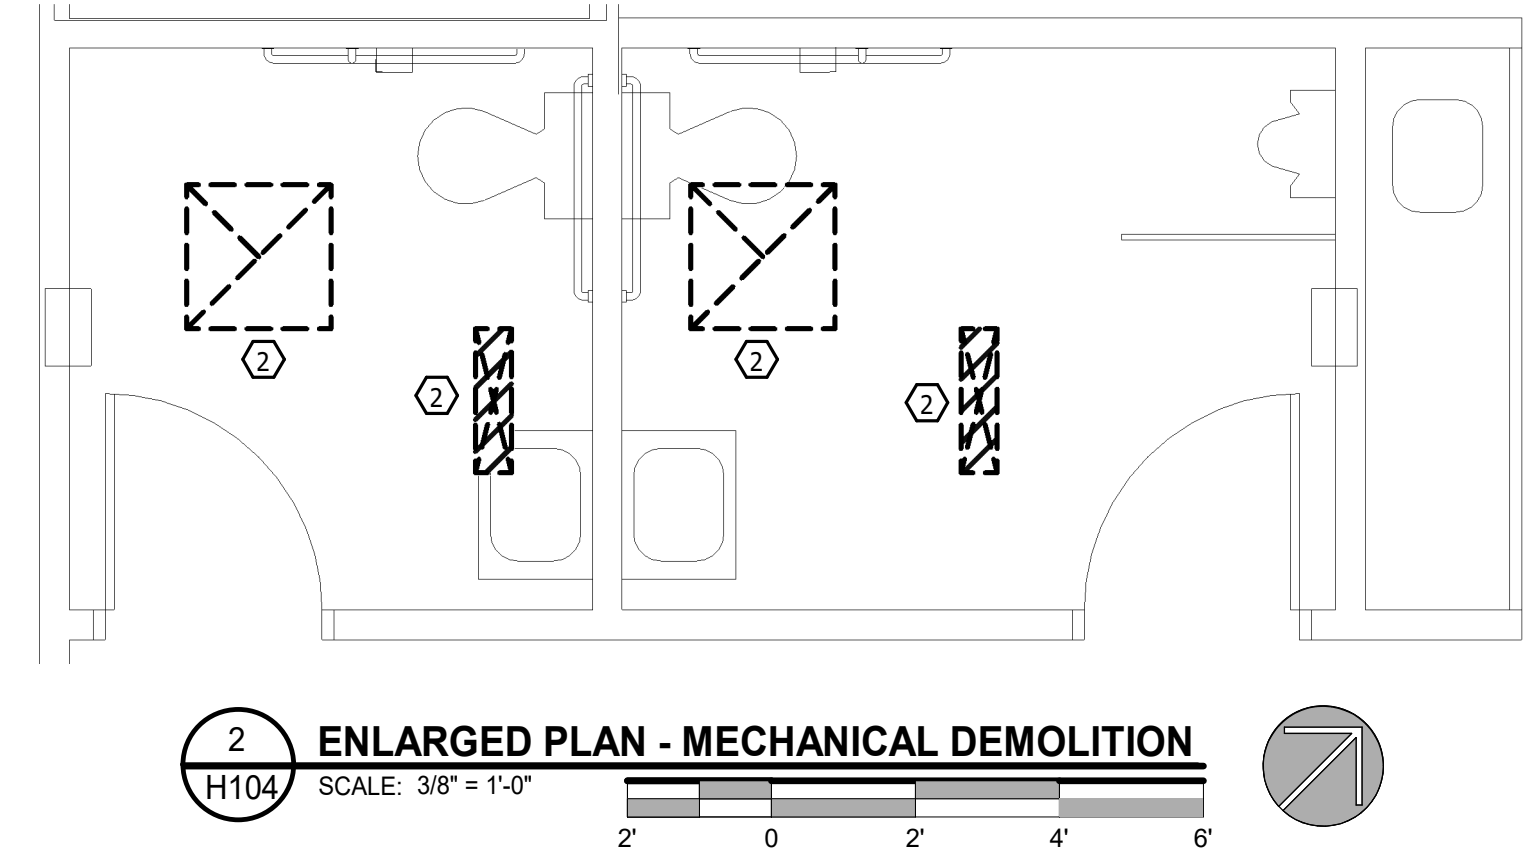 2
2
2
2
2
H104
ENLARGED PLAN - MECHANICAL DEMOLITION
SCALE: 3/8" = 1'-0"
2' 0 2' 4' 6'